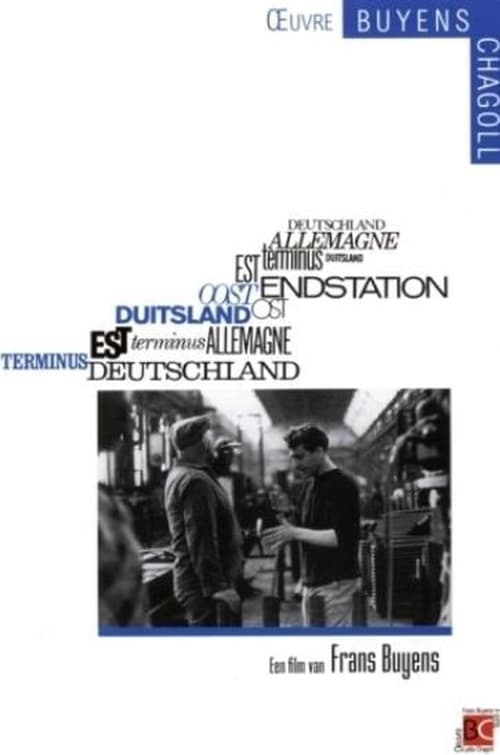 ŒUVRE BUYENS
CHAGOLL
DEUTSCHLAND
ALLEMAGNE
EST terminus DUITSLAND
OOST ENDSTATION
DUITSLAND OST
EST terminus ALLEMAGNE
TERMINUS DEUTSCHLAND
Een film van Frans Buyens
BC